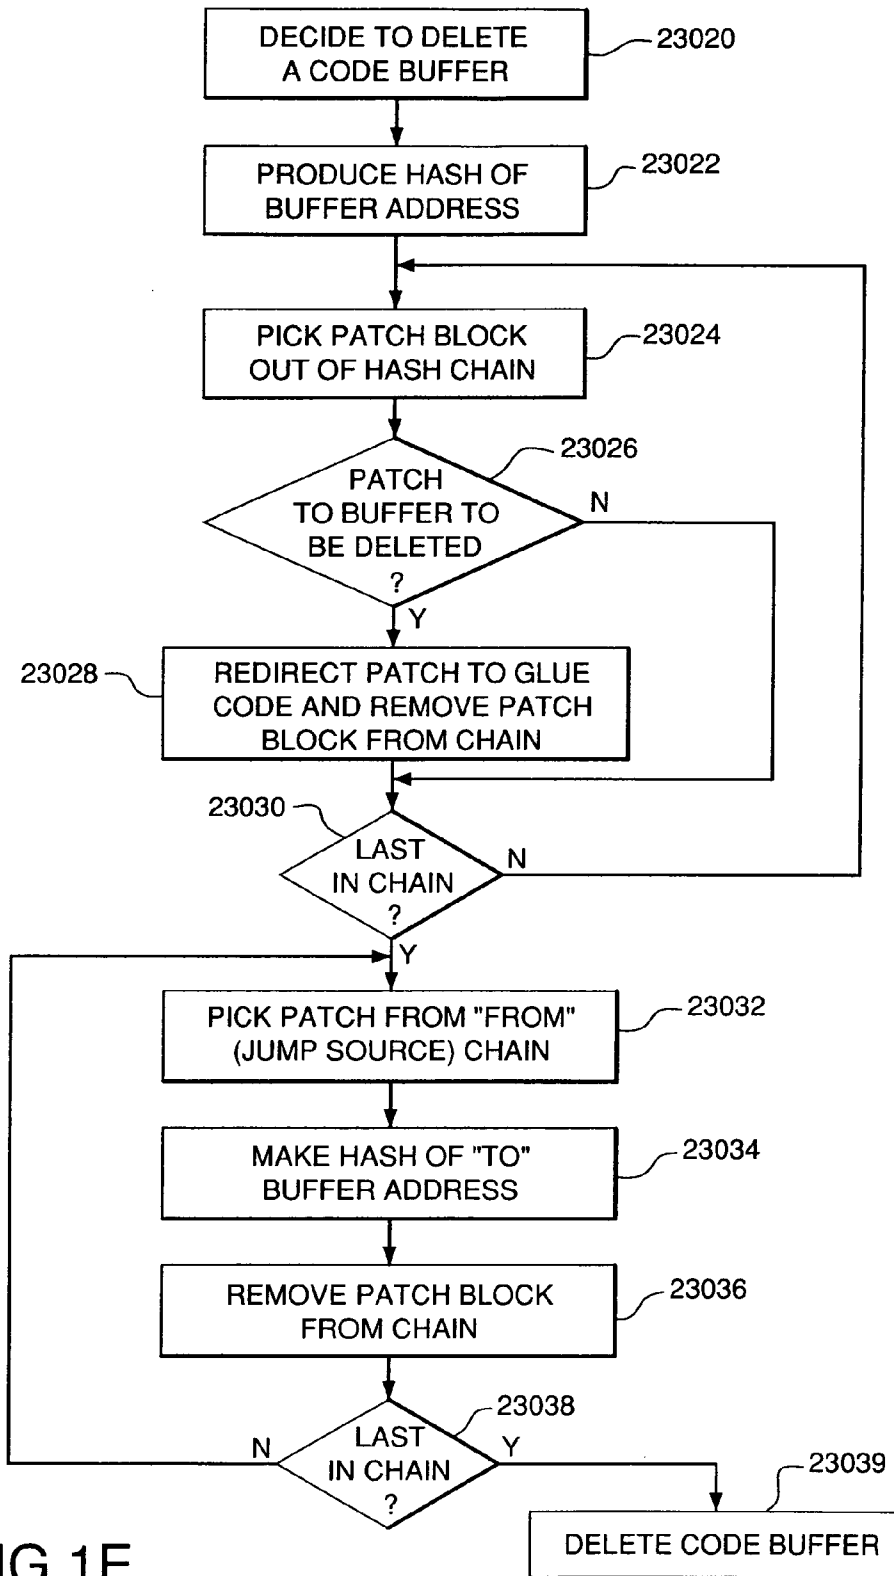 DECIDE TO DELETE
A CODE BUFFER
23020
PRODUCE HASH OF
BUFFER ADDRESS
23022
PICK PATCH BLOCK
OUT OF HASH CHAIN
23024
23026
PATCH
TO BUFFER TO
BE DELETED
?
N
Y
23028
REDIRECT PATCH TO GLUE
CODE AND REMOVE PATCH
BLOCK FROM CHAIN
23030
LAST
IN CHAIN
?
N
Y
PICK PATCH FROM "FROM"
(JUMP SOURCE) CHAIN
23032
MAKE HASH OF "TO"
BUFFER ADDRESS
23034
REMOVE PATCH BLOCK
FROM CHAIN
23036
23038
LAST
IN CHAIN
?
N
Y
23039
DELETE CODE BUFFER